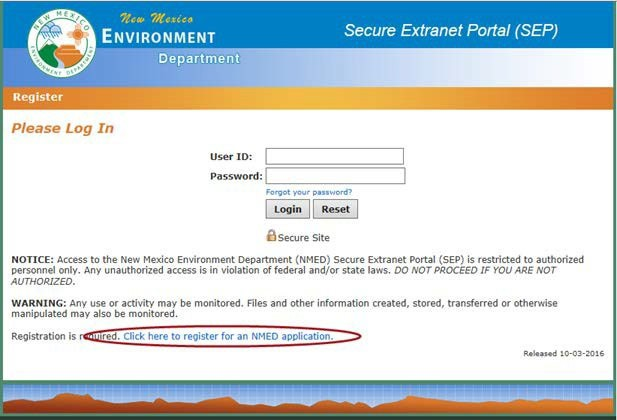 NEW MEXICO
ENVIRONMENT DEPARTMENT
New Mexico
ENVIRONMENT
Department
Secure Extranet Portal (SEP)
Register
Please Log In
User ID:
Password:
Forgot your password?
Login Reset
Secure Site
NOTICE: Access to the New Mexico Environment Department (NMED) Secure Extranet Portal (SEP) is restricted to authorized
personnel only. Any unauthorized access is in violation of federal and/or state laws. DO NOT PROCEED IF YOU ARE NOT
AUTHORIZED.
WARNING: Any use or activity may be monitored. Files and other information created, stored, transferred or otherwise
manipulated may also be monitored.
Registration is required. Click here to register for an NMED application.
Released 10-03-2016